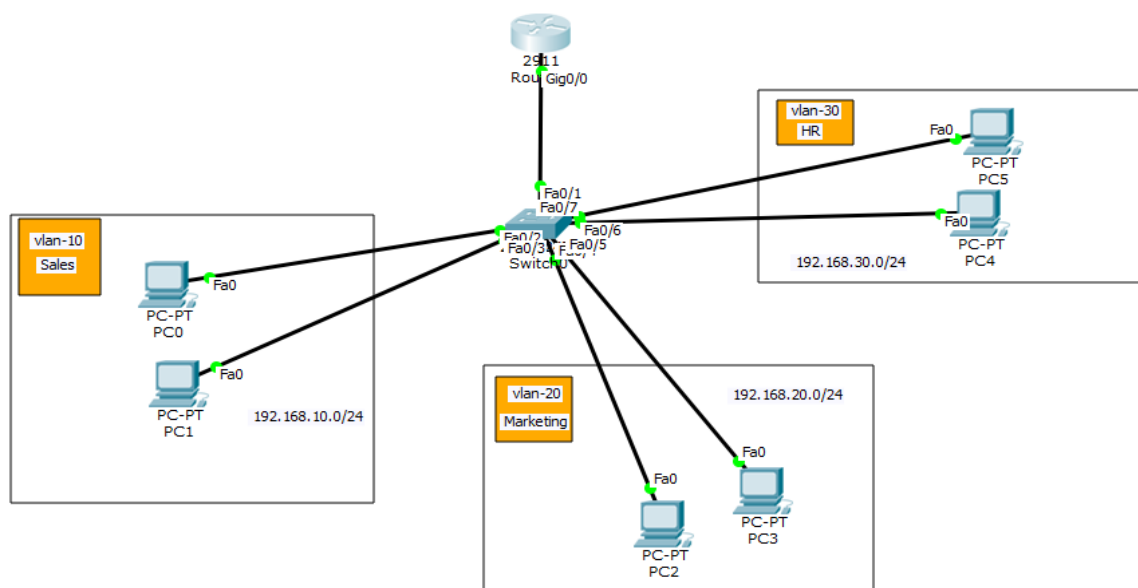 2911
Rou
Gig0/0
vlan-30
HR
Fa0
PC-PT
PC5
Fa0/1
Fa0/7
Fa0/6
Fa0
PC-PT
PC4
192.168.30.0/24
vlan-10
Sales
Fa0/2
Fa0/3
Fa0/5
Switch0
Fa0
PC-PT
PC0
Fa0
PC-PT
PC1
192.168.10.0/24
vlan-20
Marketing
192.168.20.0/24
Fa0
PC-PT
PC3
Fa0
PC-PT
PC2